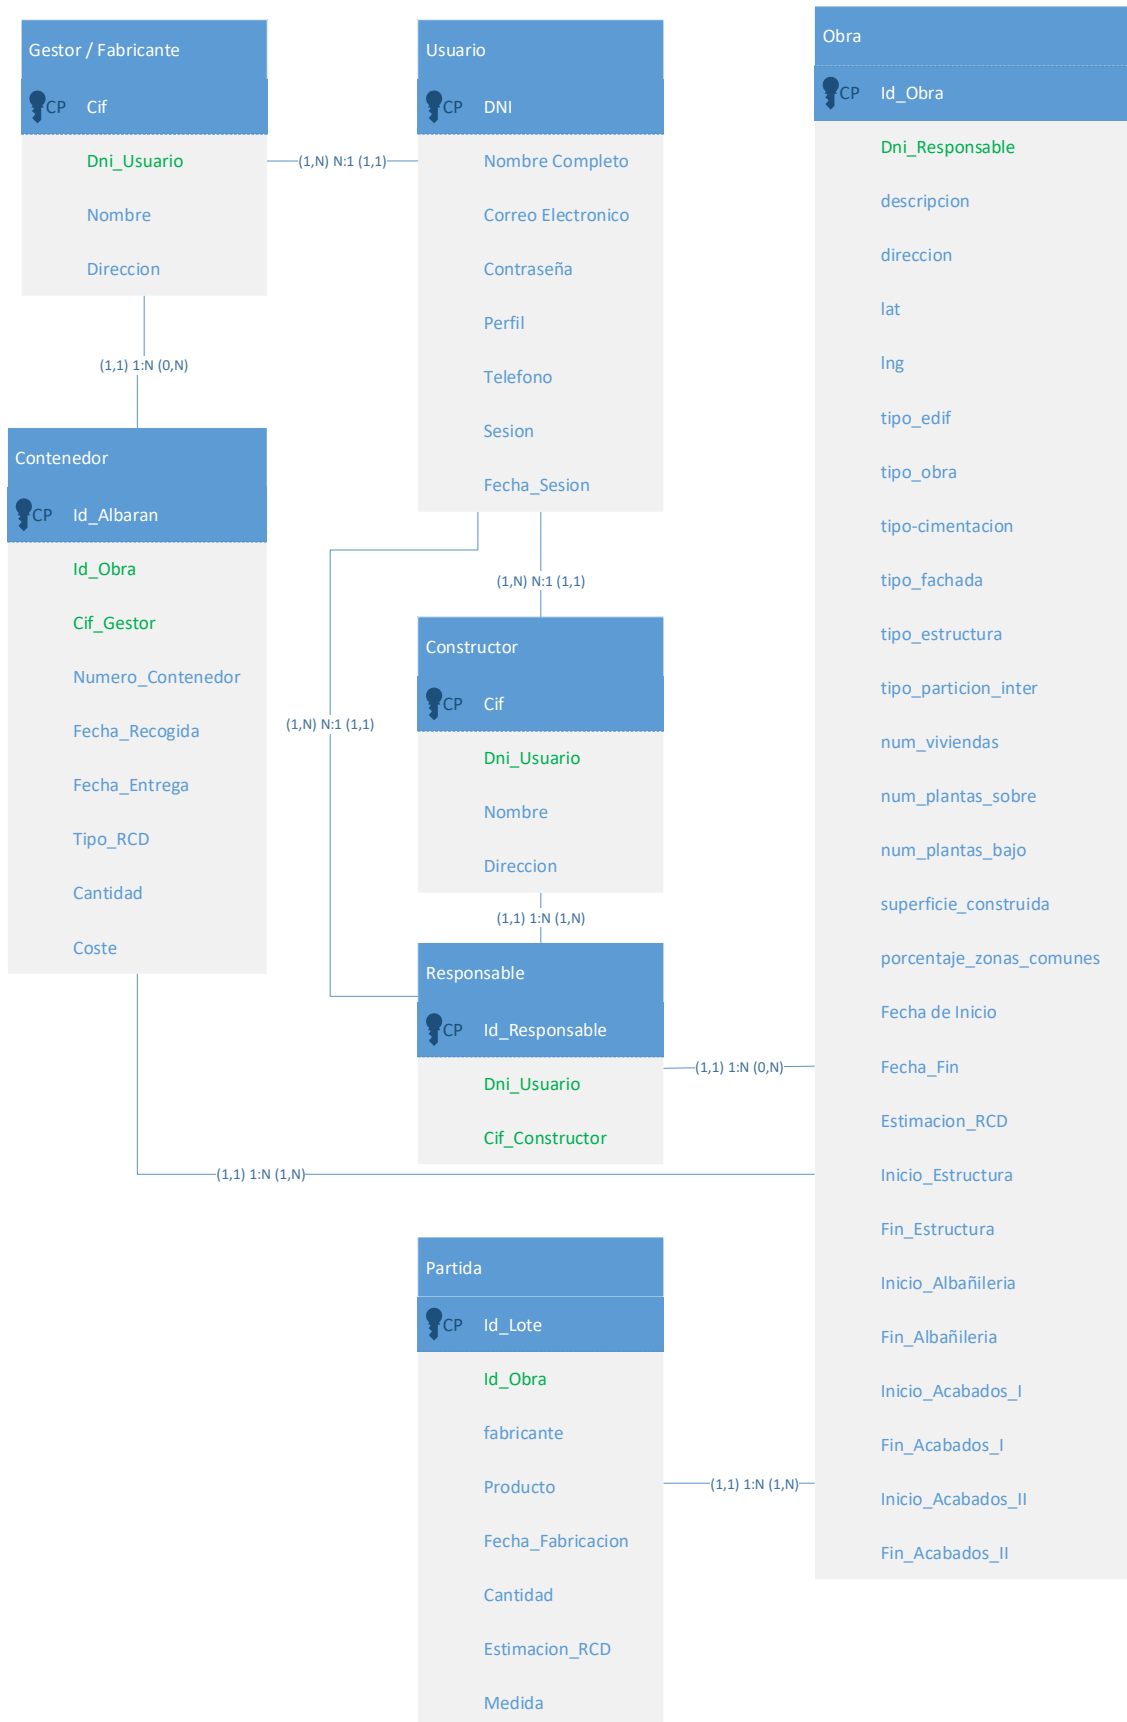 Gestor / Fabricante
CP Cif
Dni_Usuario
Nombre
Direccion
(1,N) N:1 (1,1)
(1,1) 1:N (0,N)
Usuario
CP DNI
Nombre Completo
Correo Electronico
Contraseña
Perfil
Telefono
Sesion
Fecha_Sesion
(1,N) N:1 (1,1)
(1,N) N:1 (1,1)
Contenedor
CP Id_Albaran
Id_Obra
Cif_Gestor
Numero_Contenedor
Fecha_Recogida
Fecha_Entrega
Tipo_RCD
Cantidad
Coste
(1,1) 1:N (1,N)
Constructor
CP Cif
Dni_Usuario
Nombre
Direccion
(1,1) 1:N (1,N)
Responsable
CP Id_Responsable
Dni_Usuario
Cif_Constructor
(1,1) 1:N (0,N)
Partida
CP Id_Lote
Id_Obra
fabricante
Producto
Fecha_Fabricacion
Cantidad
Estimacion_RCD
Medida
(1,1) 1:N (1,N)
Obra
CP Id_Obra
Dni_Responsable
descripcion
direccion
lat
lng
tipo_edif
tipo_obra
tipo-cimentacion
tipo_fachada
tipo_estructura
tipo_particion_inter
num_viviendas
num_plantas_sobre
num_plantas_bajo
superficie_construida
porcentaje_zonas_comunes
Fecha de Inicio
Fecha_Fin
Estimacion_RCD
Inicio_Estructura
Fin_Estructura
Inicio_Albañileria
Fin_Albañileria
Inicio_Acabados_I
Fin_Acabados_I
Inicio_Acabados_II
Fin_Acabados_II